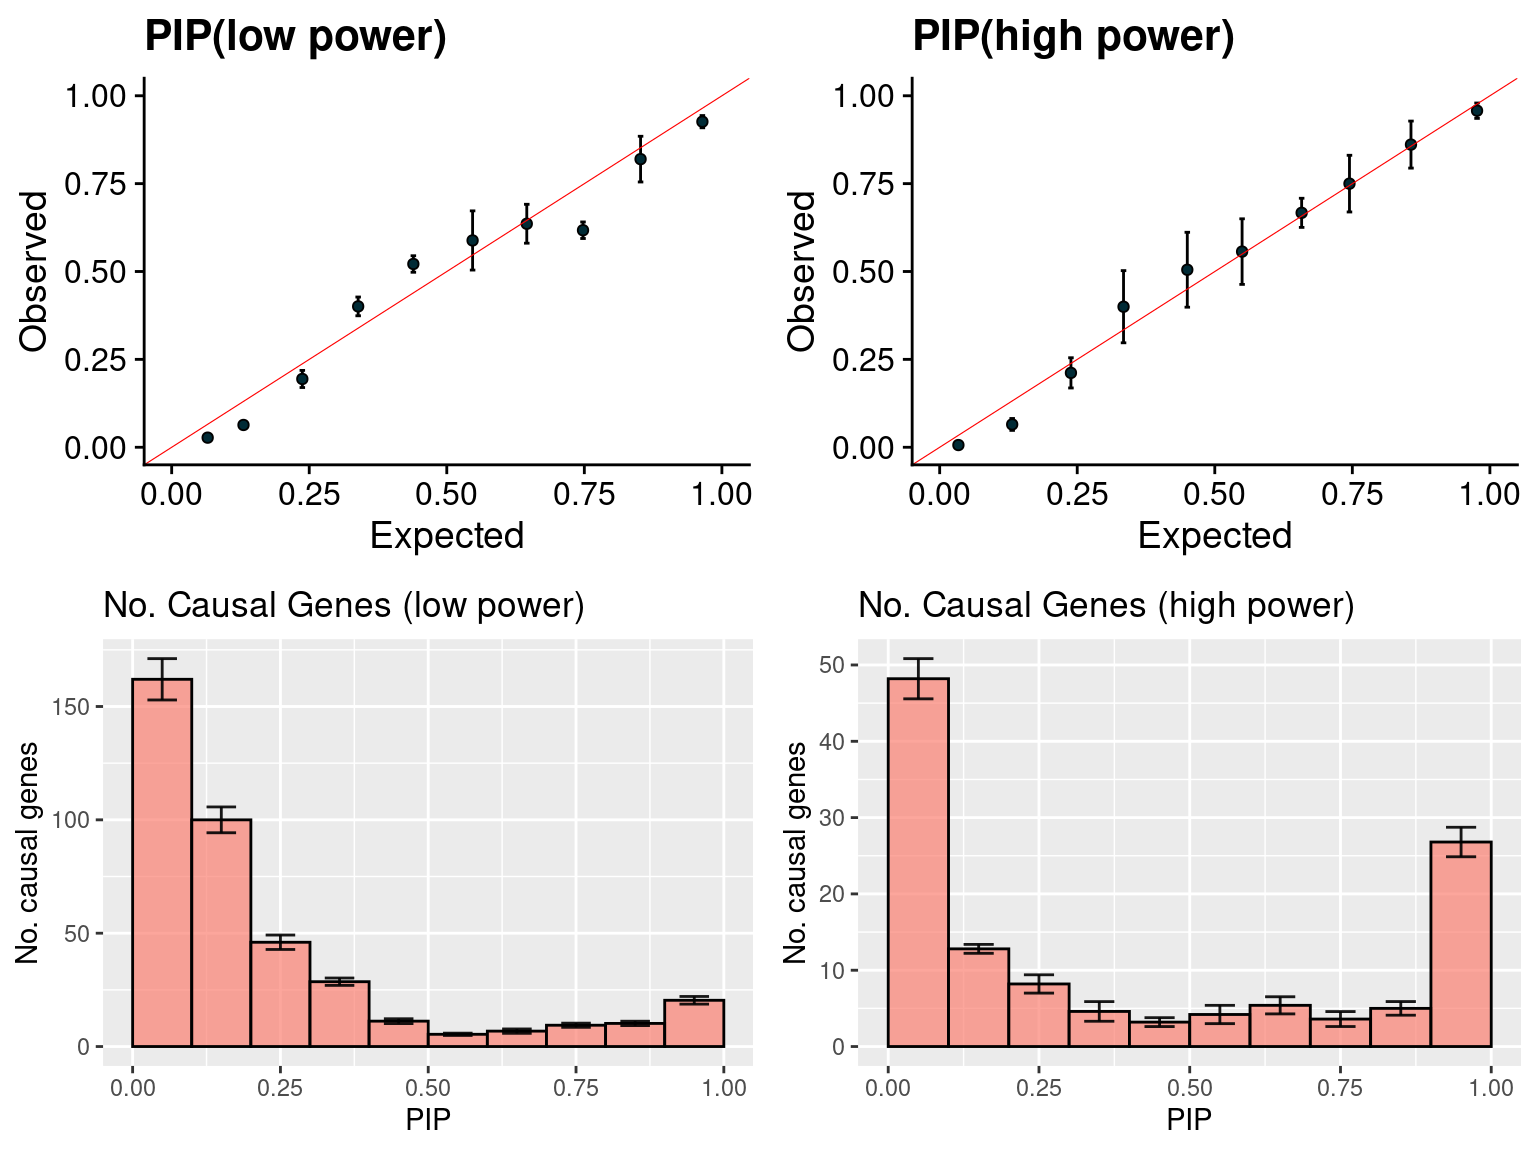 PIP(low power)
1.00
0.75
0.50
0.25
0.00
Observed
0.00 0.25 0.50 0.75 1.00
Expected
PIP(high power)
1.00
0.75
0.50
0.25
0.00
Observed
0.00 0.25 0.50 0.75 1.00
Expected
No. Causal Genes (low power)
150
100
50
0
No. causal genes
0.00 0.25 0.50 0.75 1.00
PIP
No. Causal Genes (high power)
50
40
30
20
10
0
No. causal genes
0.00 0.25 0.50 0.75 1.00
PIP